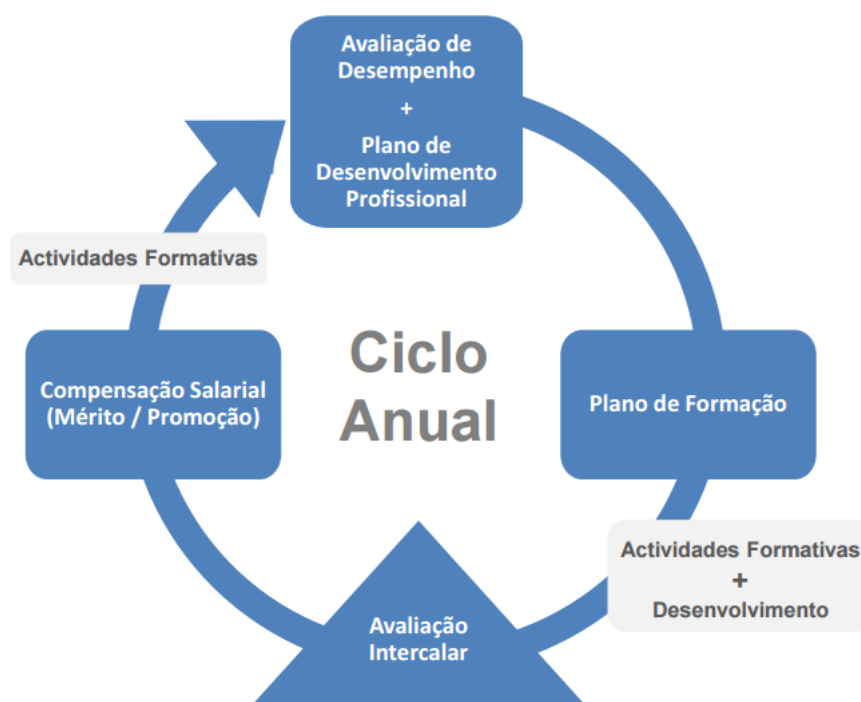 Avaliação de
Desempenho
+
Plano de
Desenvolvimento
Profissional
Actividades Formativas
Ciclo
Anual
Compensação Salarial
(Mérito / Promoção)
Plano de Formação
Actividades Formativas
+
Desenvolvimento
Avaliação
Intercalar